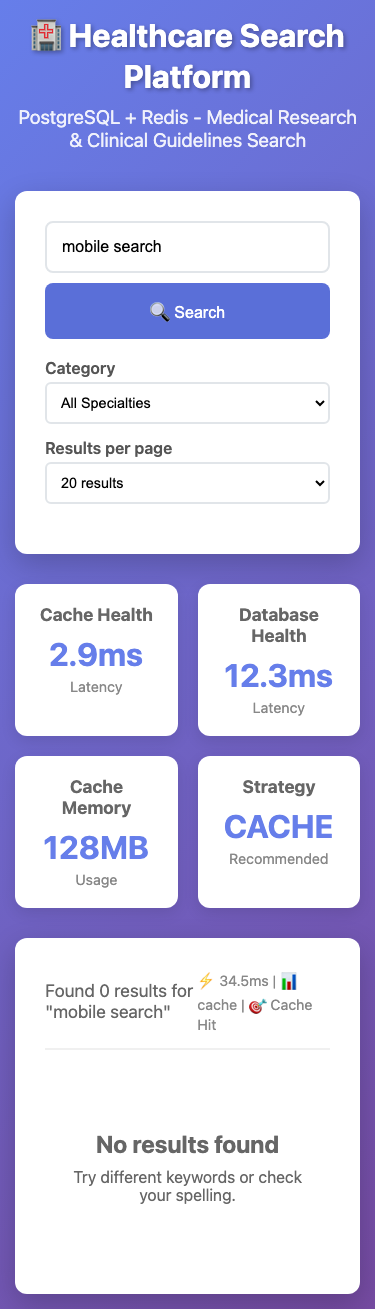 🏥 Healthcare Search
Platform
PostgreSQL + Redis - Medical Research
& Clinical Guidelines Search
mobile search
🔍 Search
Category
All Specialties
Results per page
20 results
Cache Health
2.9ms
Latency
Database
Health
12.3ms
Latency
Cache
Memory
128MB
Usage
Strategy
CACHE
Recommended
Found 0 results for
"mobile search"
⚡ 34.5ms | 📊
cache | 🎯 Cache
Hit
No results found
Try different keywords or check
your spelling.